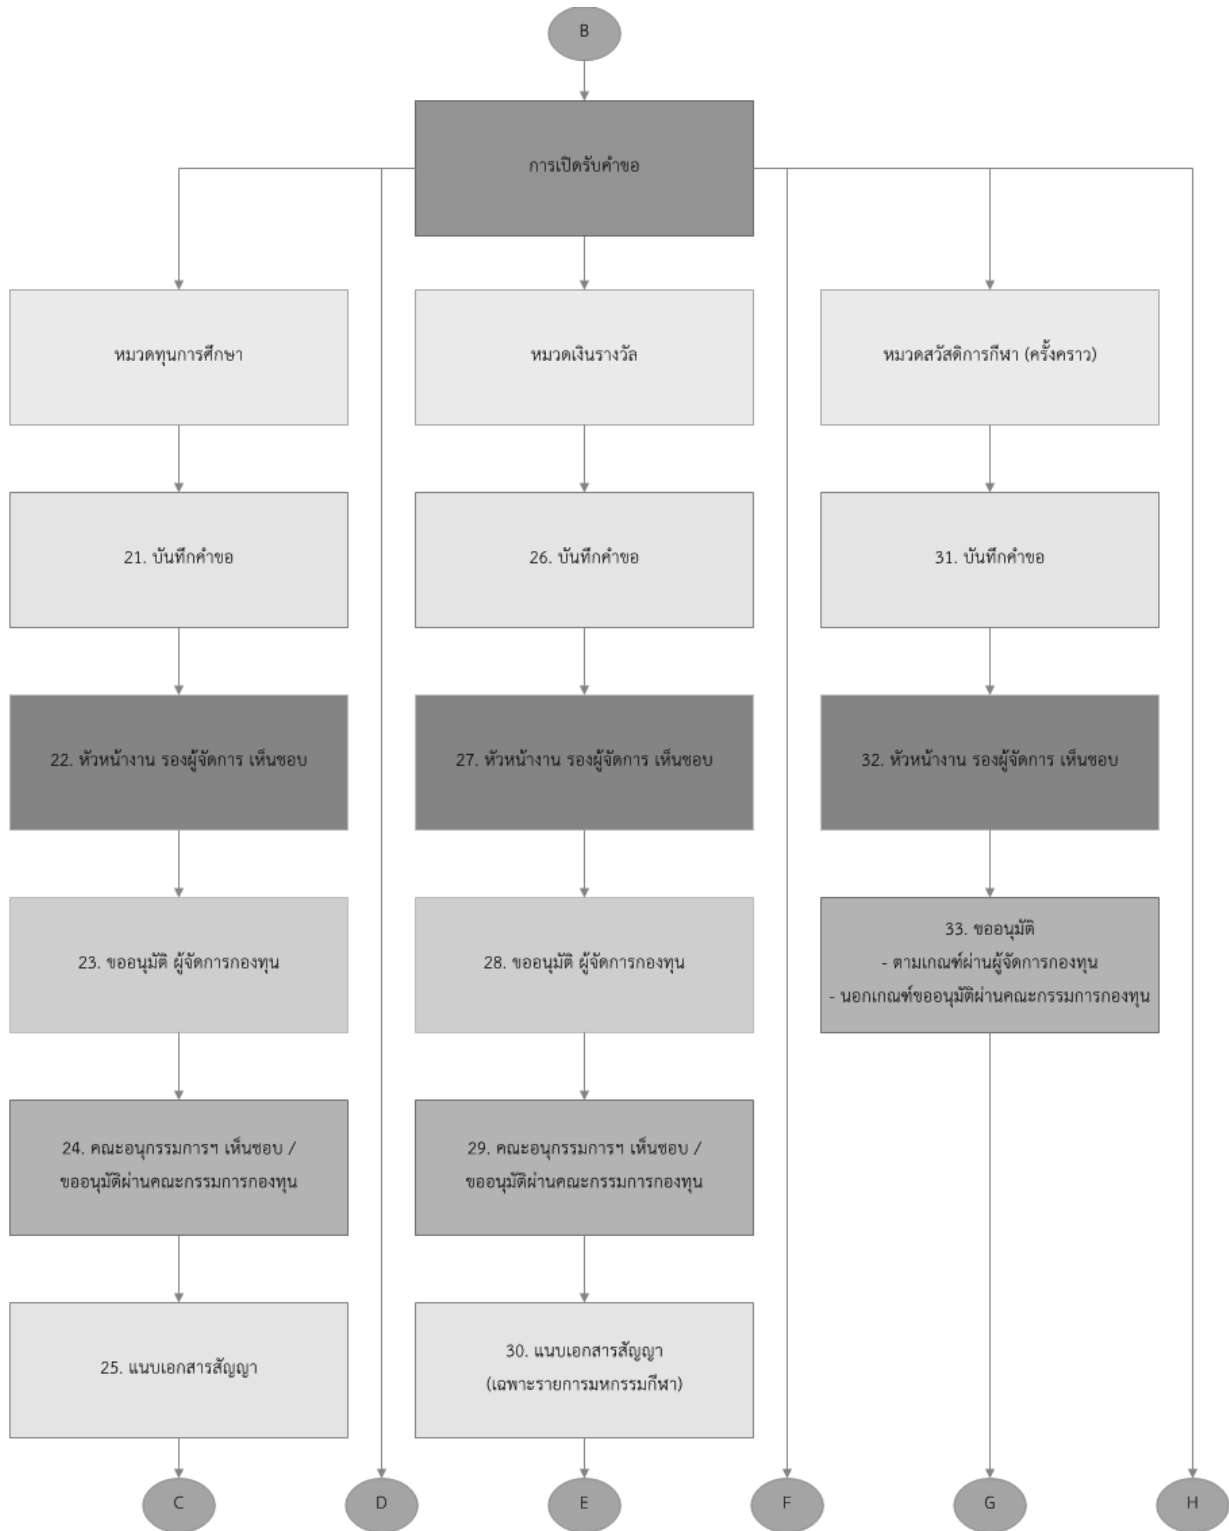 B
การเปิดรับคำขอ
หมวดทุนการศึกษา
หมวดเงินรางวัล
หมวดสวัสดิการกีฬา (ครั้งคราว)
21. บันทึกคำขอ
26. บันทึกคำขอ
31. บันทึกคำขอ
22. หัวหน้างาน รองผู้จัดการ เห็นชอบ
27. หัวหน้างาน รองผู้จัดการ เห็นชอบ
32. หัวหน้างาน รองผู้จัดการ เห็นชอบ
23. ขออนุมัติ ผู้จัดการกองทุน
28. ขออนุมัติ ผู้จัดการกองทุน
33. ขออนุมัติ
- ตามเกณฑ์ผ่านผู้จัดการกองทุน
- นอกเกณฑ์ขออนุมัติผ่านคณะกรรมการกองทุน
24. คณะอนุกรรมการฯ เห็นชอบ /
ขออนุมัติผ่านคณะกรรมการกองทุน
29. คณะอนุกรรมการฯ เห็นชอบ /
ขออนุมัติผ่านคณะกรรมการกองทุน
25. แนบเอกสารสัญญา
30. แนบเอกสารสัญญา
(เฉพาะรายการมหกรรมกีฬา)
C
D
E
F
G
H